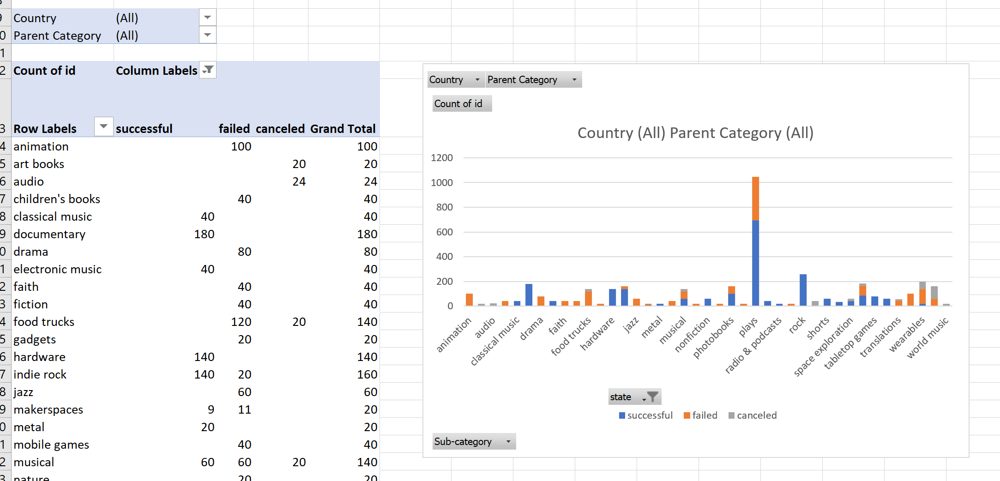 9 Country (All)
0 Parent Category (All)
1
2 Count of id Column Labels
3 Row Labels successful failed canceled Grand Total
4 animation 100 100
5 art books 20 20
6 audio 24 24
7 children's books 40 40
8 classical music 40 40
9 documentary 180 180
0 drama 80 80
1 electronic music 40 40
2 faith 40 40
3 fiction 40 40
4 food trucks 120 20 140
5 gadgets 20 20
6 hardware 140 140
7 indie rock 140 20 160
8 jazz 60 60
9 makerspaces 9 11 20
0 metal 20 20
1 mobile games 40 40
2 musical 60 60 20 140
3 nature 20 20
Country Parent Category
Count of id
Country (All) Parent Category (All)
1200
1000
800
600
400
200
0
animation
audio
classical music
drama
faith
food trucks
hardware
jazz
metal
musical
nonfiction
photobooks
plays
radio & podcasts
rock
shorts
space exploration
tabletop games
translations
wearables
world music
state
successful failed canceled
Sub-category